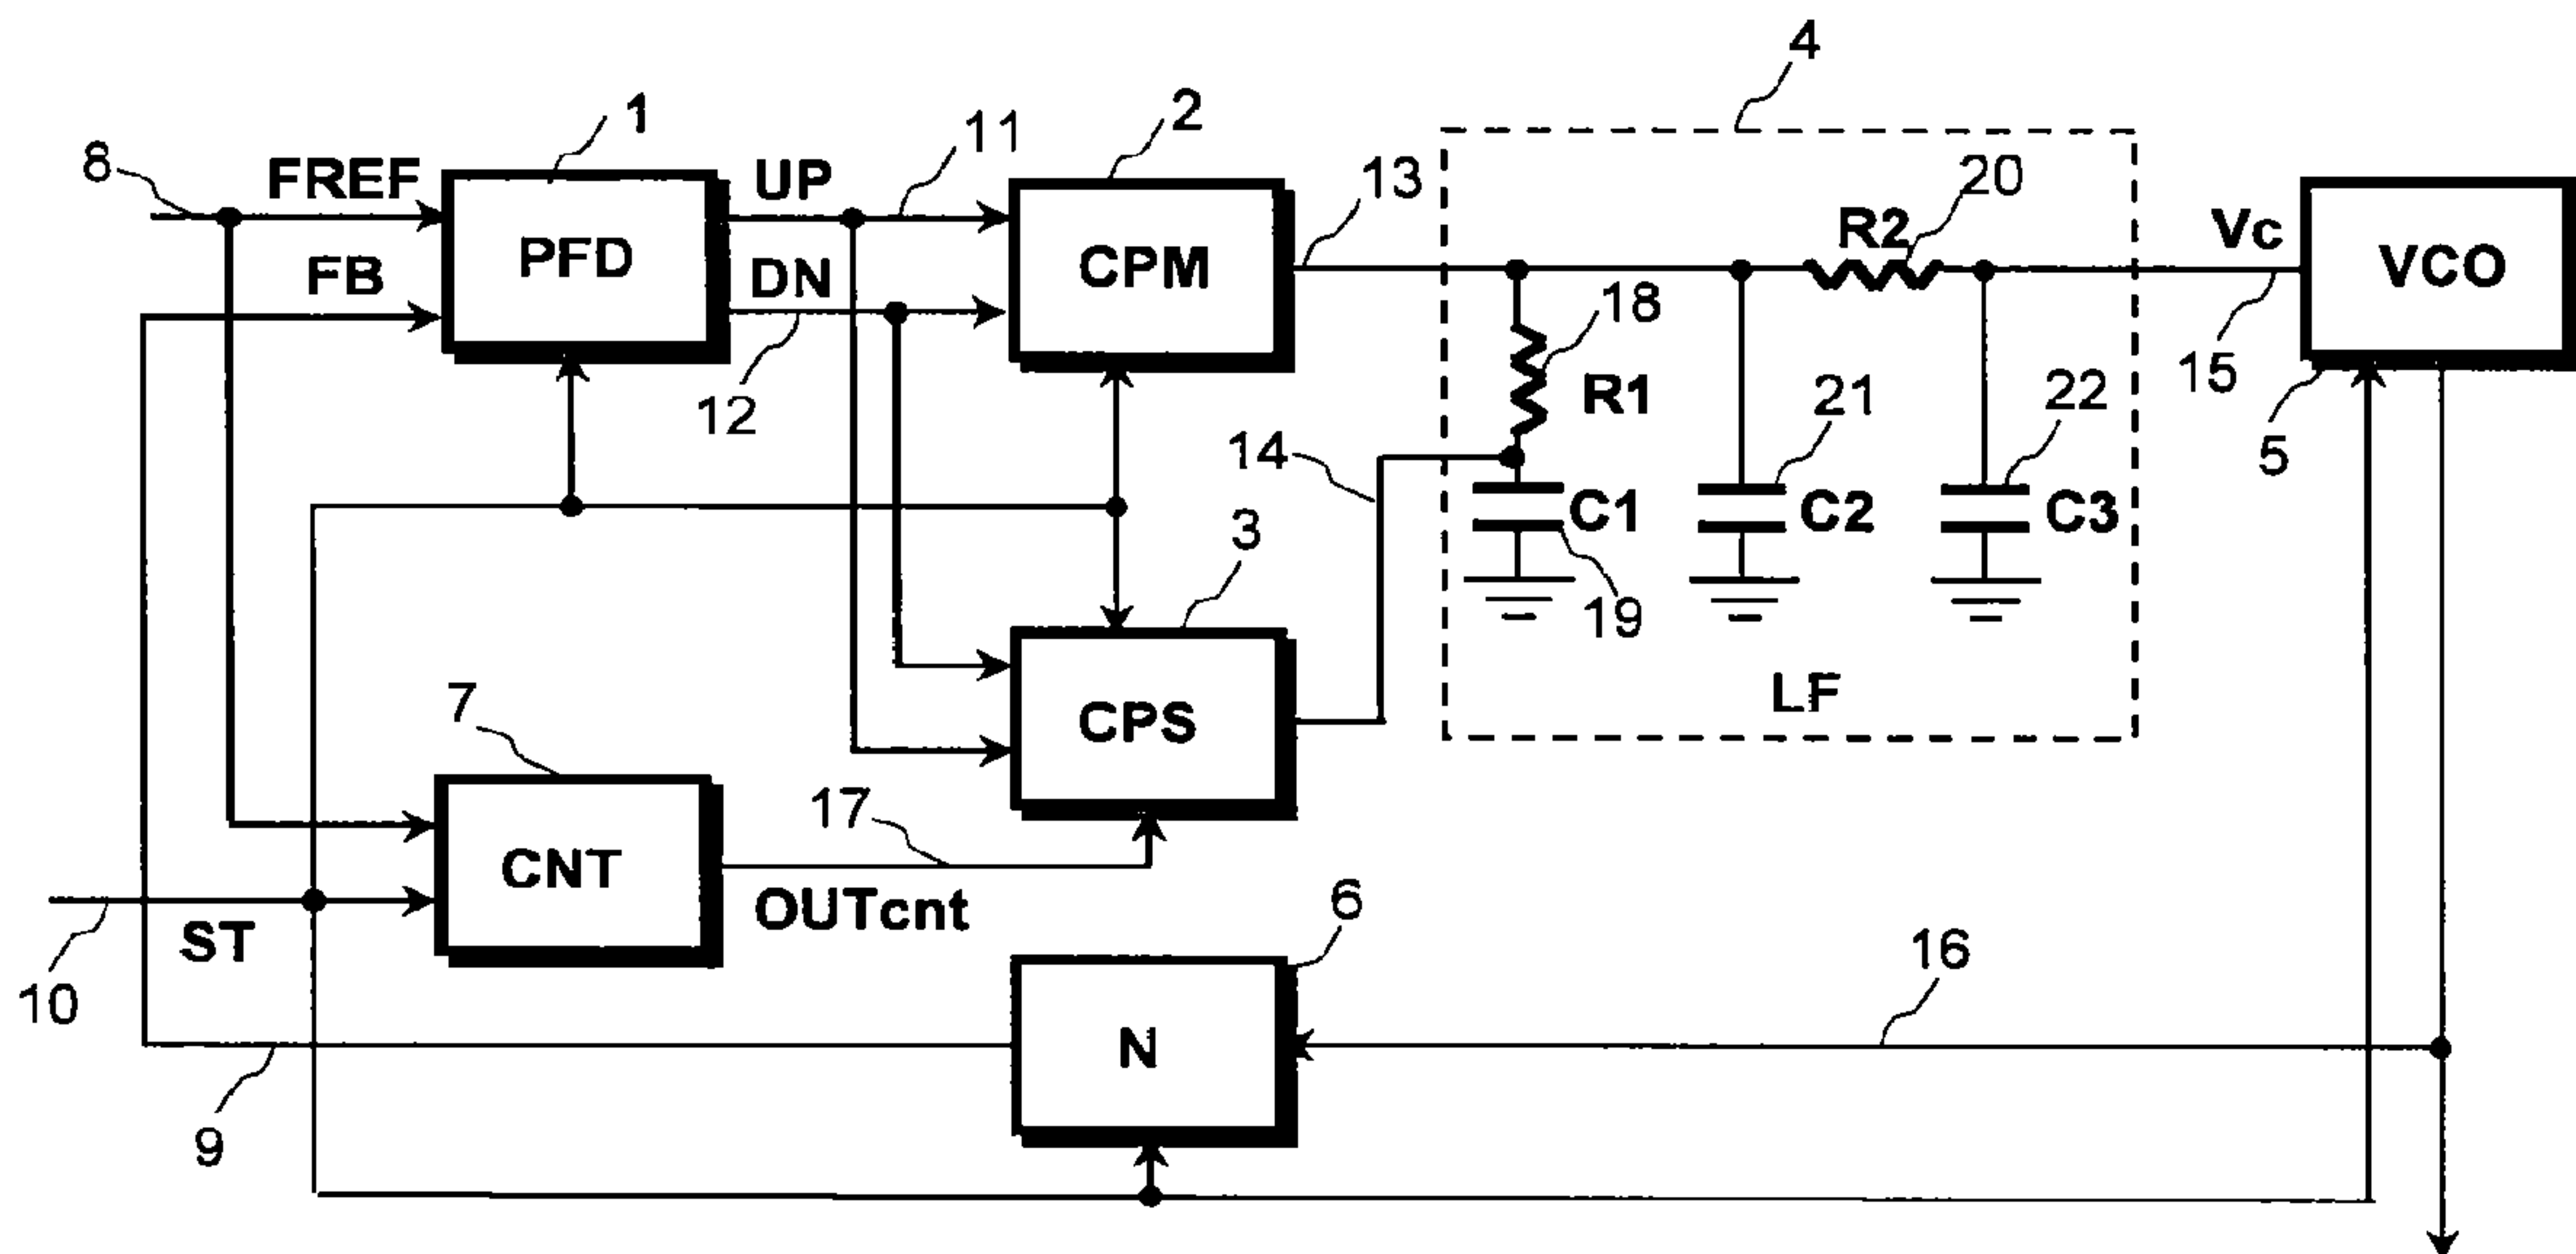 4
1
2
11
8
FREF
UP
13
20
R2
Vc
PFD
CPM
VCO
FB
DN
18
15
12
R1
21
22
5
14
C1
C2
C3
3
19
7
CPS
LF
17
CNT
OUTcnt
6
ST
16
10
N
9